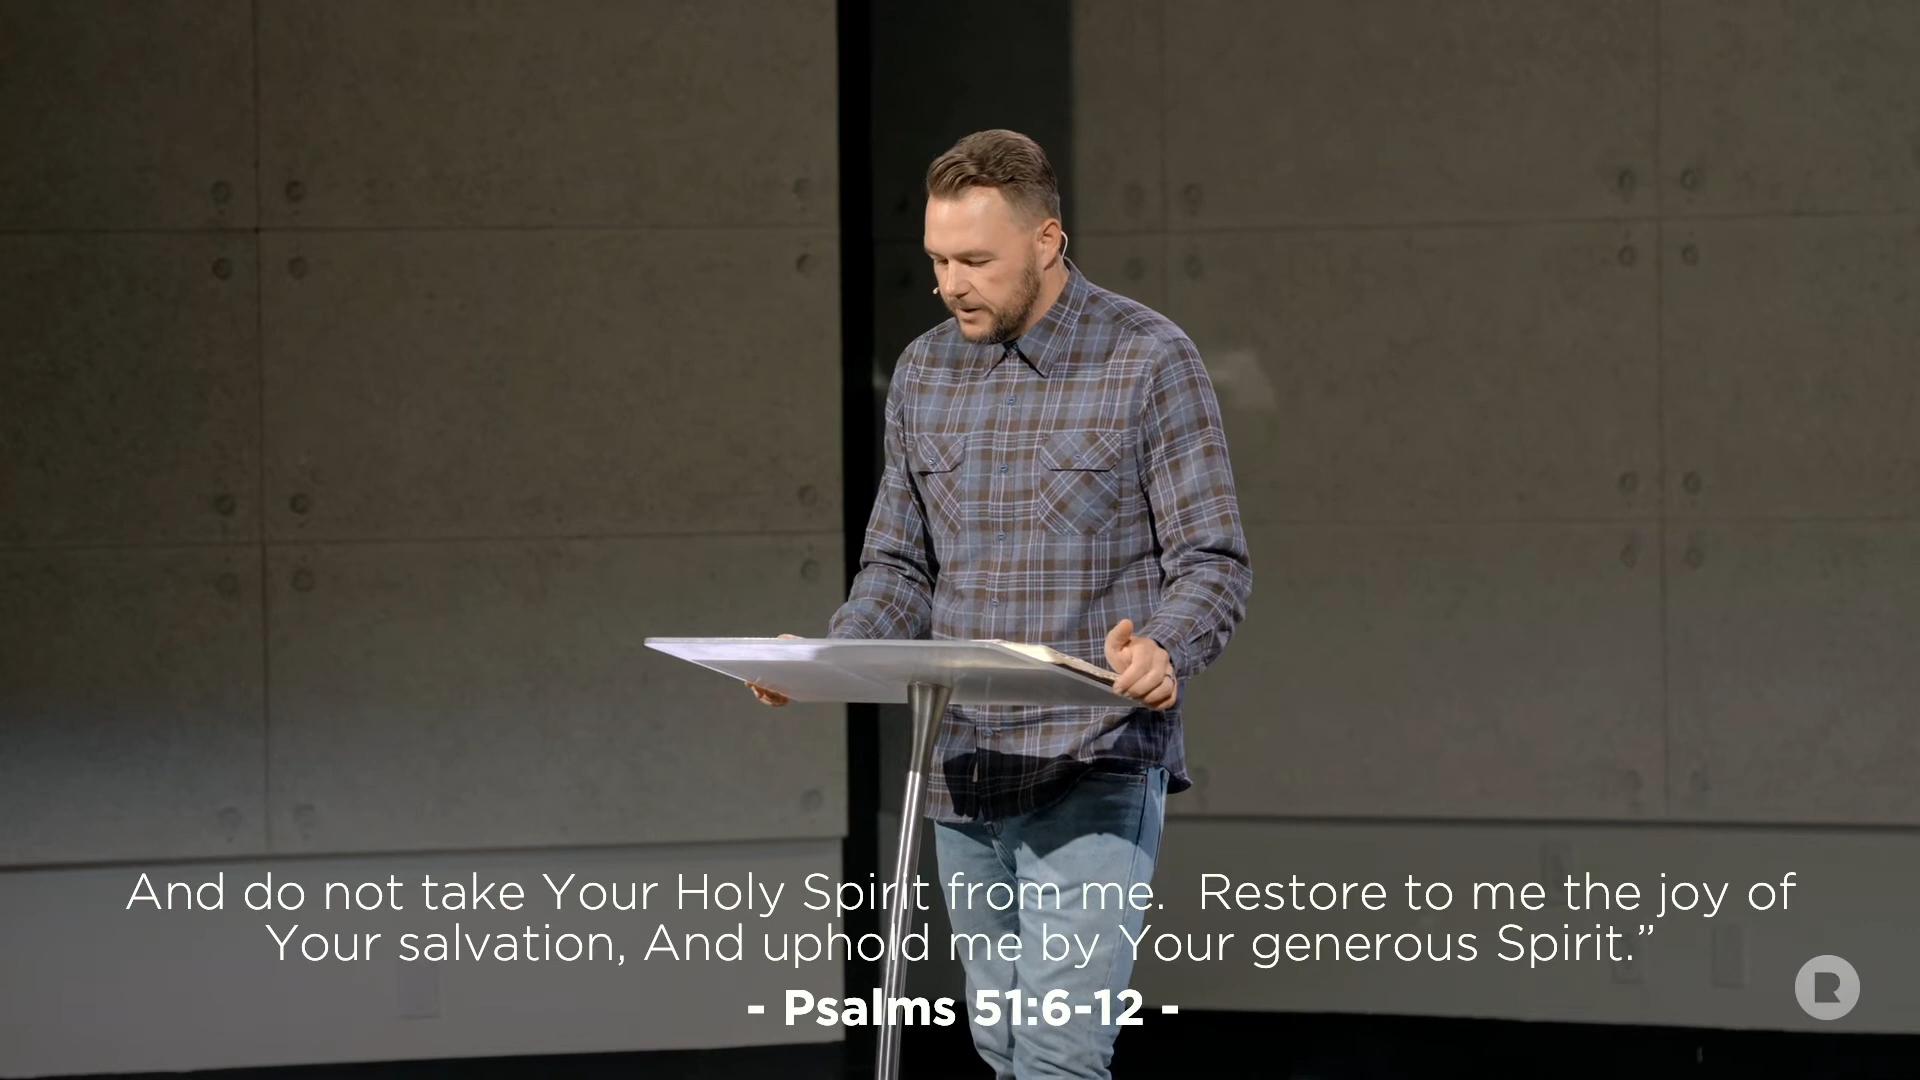 And do not take Your Holy Spirit from me.  Restore to me the joy of
Your salvation, And uphold me by Your generous Spirit.”
- Psalms 51:6-12 -
R